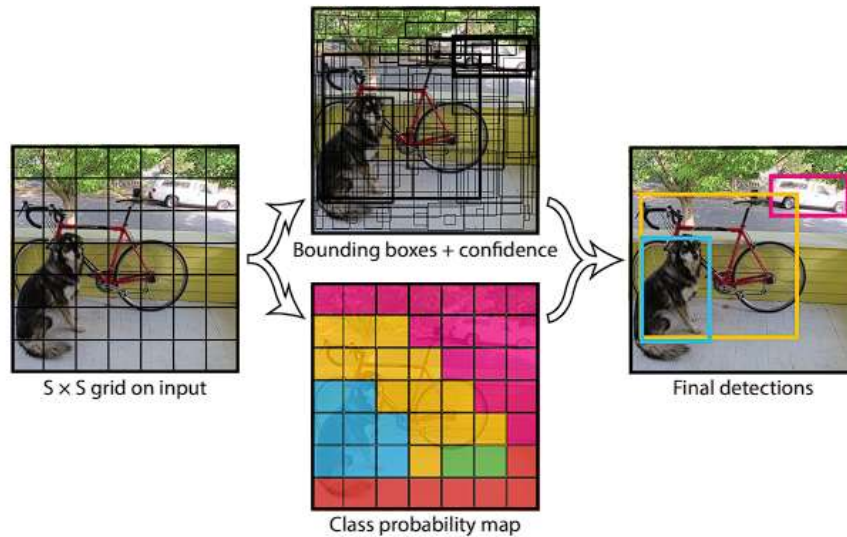 Bounding boxes + confidence
S × S grid on input
Final detections
Class probability map